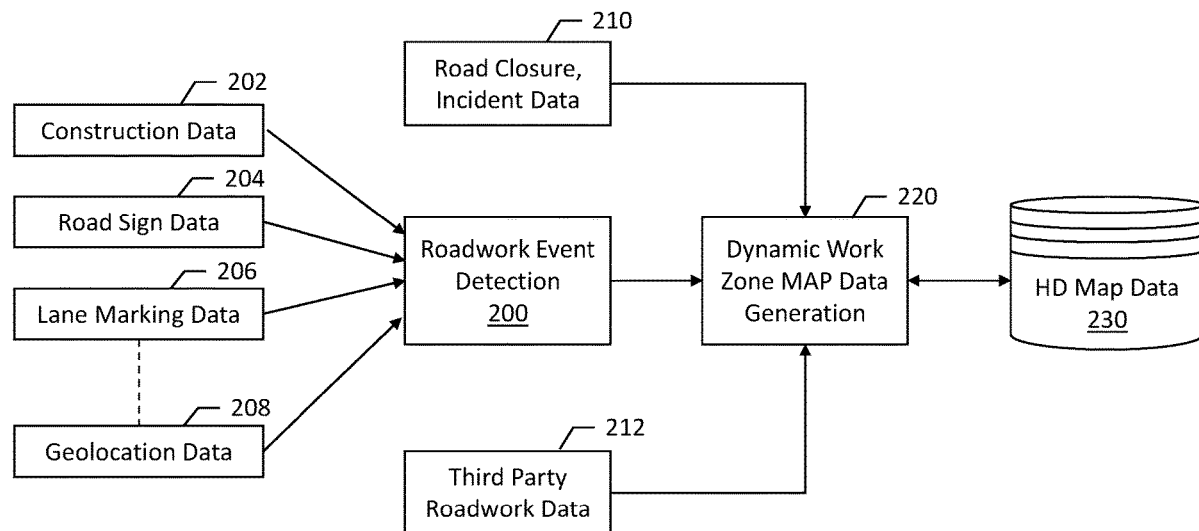 210
Road Closure,
Incident Data
202
Construction Data
204
Road Sign Data
206
Lane Marking Data
208
Geolocation Data
Roadwork Event
Detection
200
220
Dynamic Work
Zone MAP Data
Generation
HD Map Data
230
212
Third Party
Roadwork Data